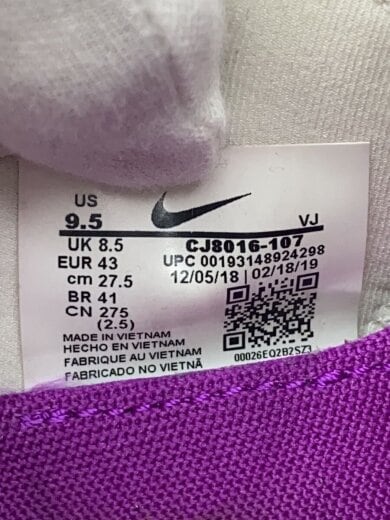 US
9.5
VJ
UK 8.5
CJ8016-107
EUR 43
UPC 00193148924298
cm 27.5
12/05/18 | 02/18/19
BR 41
CN 275
(2.5)
MADE IN VIETNAM
HECHO EN VIETNAM
FABRIQUE AU VIETNAM
FABRICADO NO VIETNÃ
00026EQ2B2SZ3